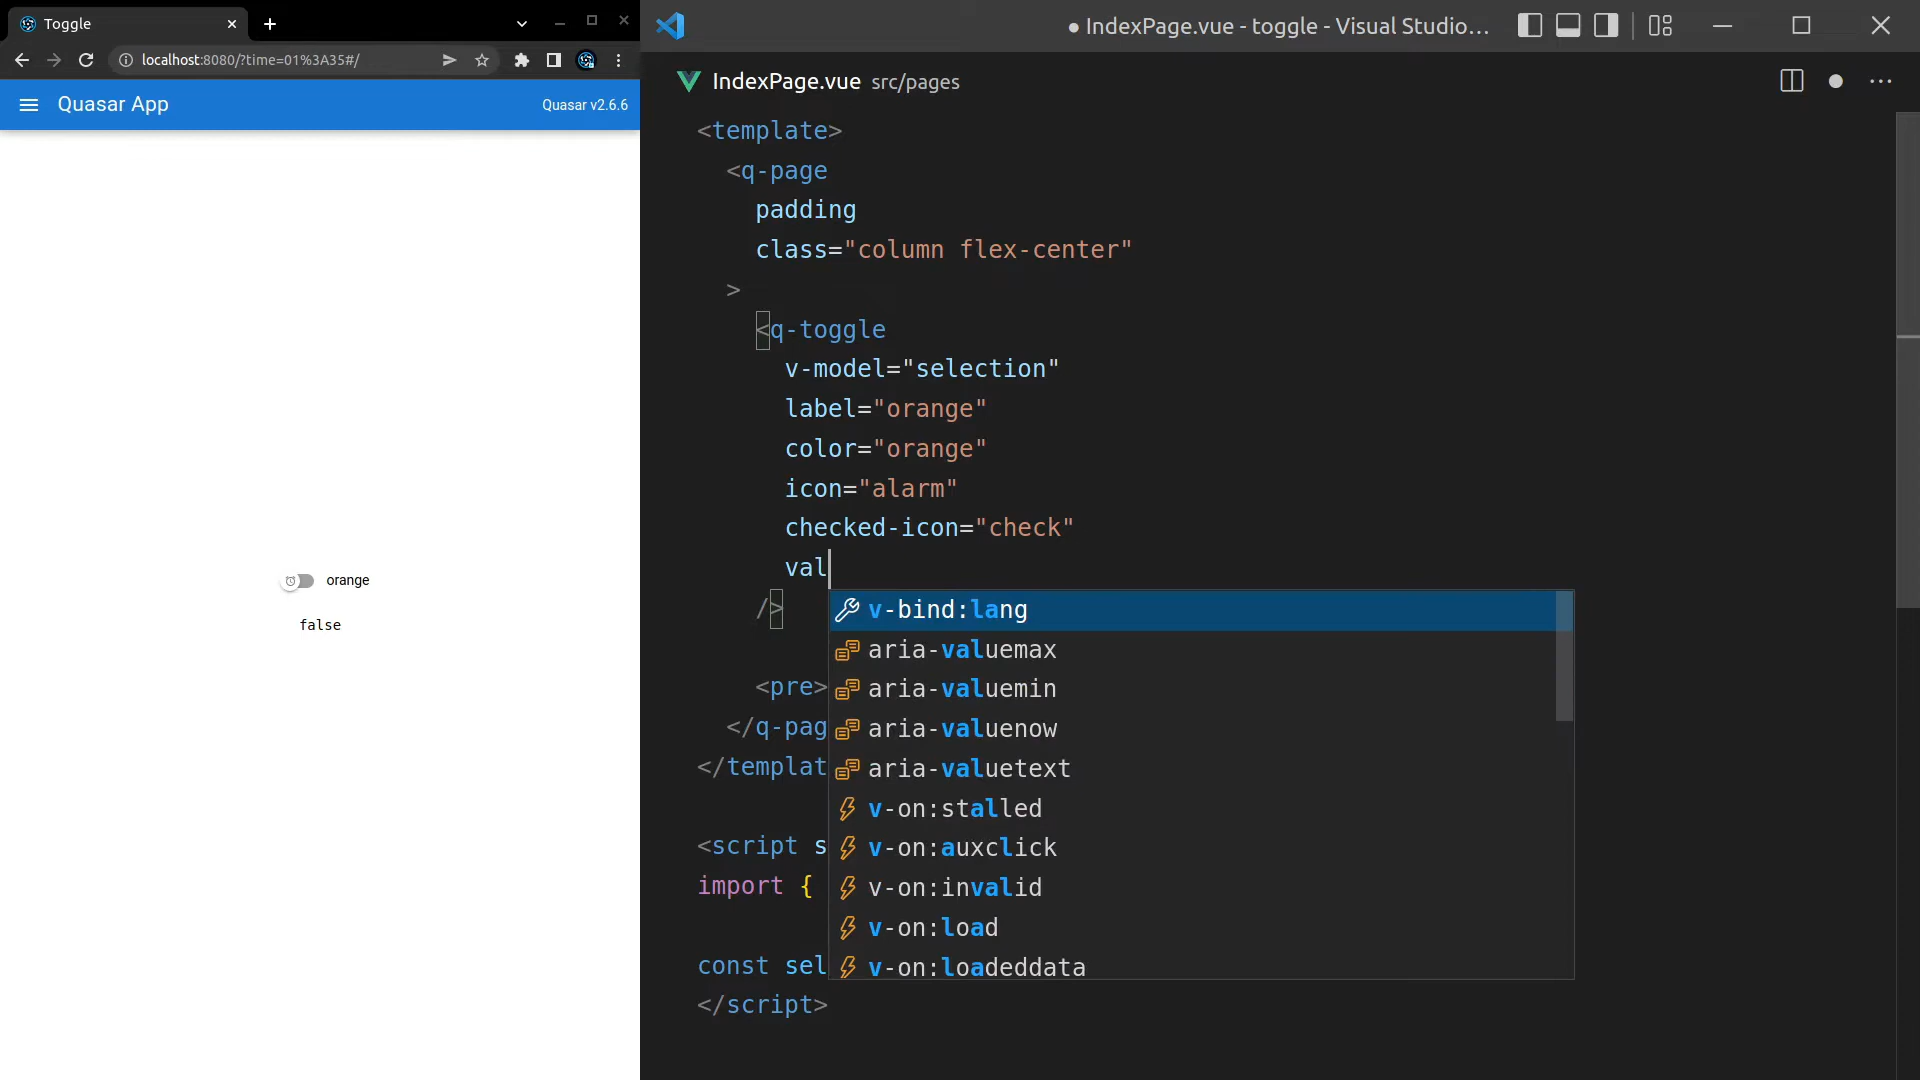 Toggle
localhost:8080/?time=01%3A35#/
Quasar App
Quasar v2.6.6
orange
false
● IndexPage.vue - toggle - Visual Studio…
IndexPage.vue src/pages
<template>
<q-page
padding
class="column flex-center"
>
<q-toggle
v-model="selection"
label="orange"
color="orange"
icon="alarm"
checked-icon="check"
val
/>
<pre>
</q-pag
</templat
<script s
import {
const sel
</script>
v-bind:lang
aria-valuemax
aria-valuemin
aria-valuenow
aria-valuetext
v-on:stalled
v-on:auxclick
v-on:invalid
v-on:load
v-on:loadeddata